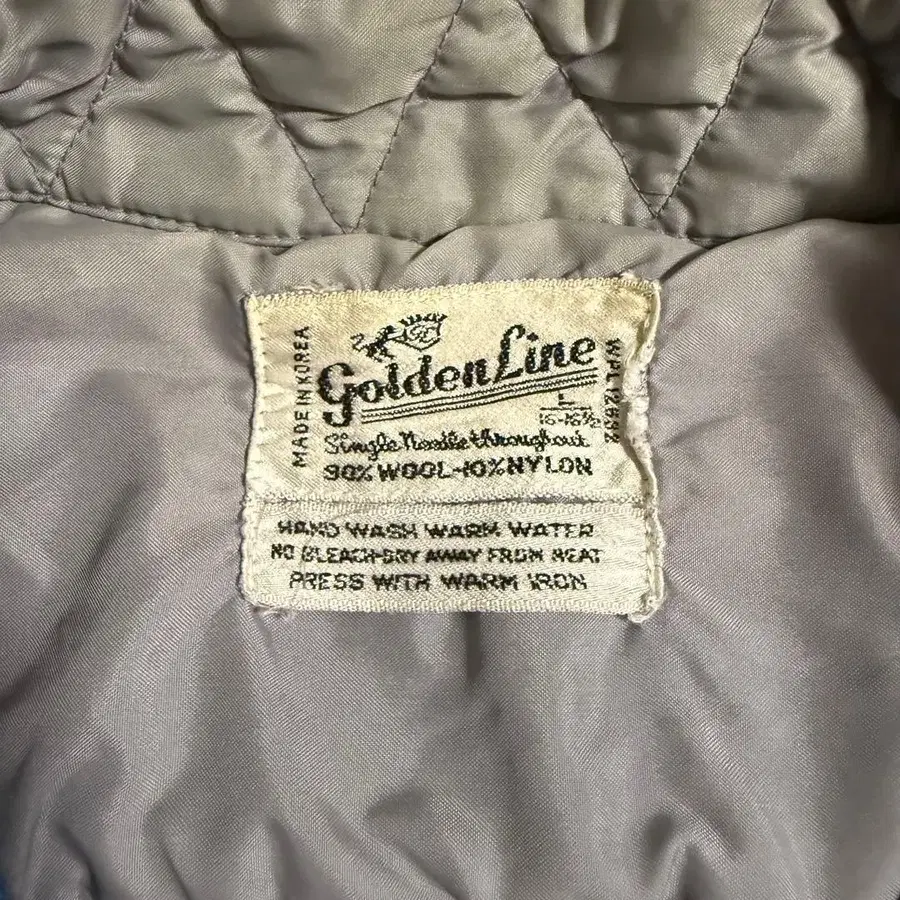 MADE IN KOREA
Golden Line
L
16-16½
WPL 12632
Single Needle throughout
90% WOOL-10% NYLON
HAND WASH WARM WATER
NO BLEACH-DRY AWAY FROM HEAT
PRESS WITH WARM IRON